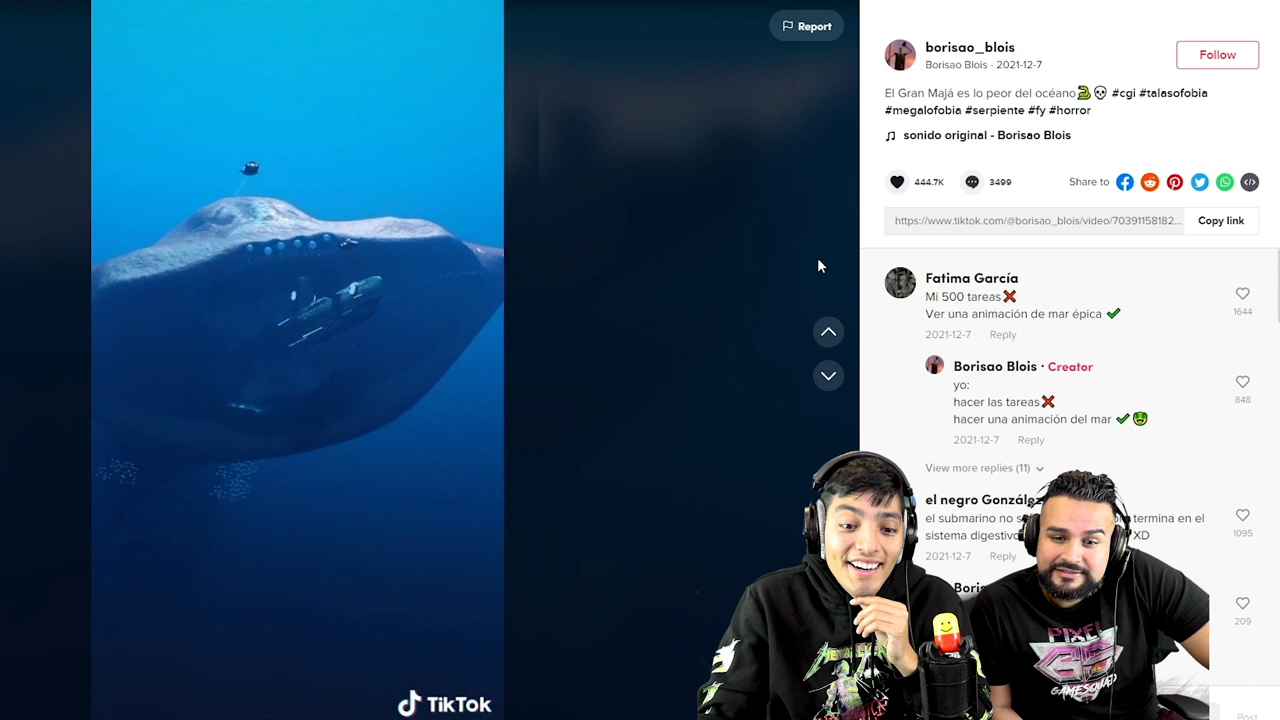 Report
borisao_blois
Borisao Blois · 2021-12-7
Follow
El Gran Majá es lo peor del océano🐍💀 #cgi #talasofobia
#megalofobia #serpiente #fy #horror
sonido original - Borisao Blois
444.7K
3499
Share to
https://www.tiktok.com/@borisao_blois/video/70391158182...
Copy link
Fatima García
Mi 500 tareas❌
Ver una animación de mar épica ✔
1644
2021-12-7 Reply
Borisao Blois · Creator
yo:
hacer las tareas❌
hacer una animación del mar ✔🤑
848
2021-12-7 Reply
View more replies (11)
el negro González
el submarino no termina en el
sistema digestivo XD
1095
2021-12-7 Reply
209
Post
TikTok
METALLICA
PIXEL
GAMESQUAD